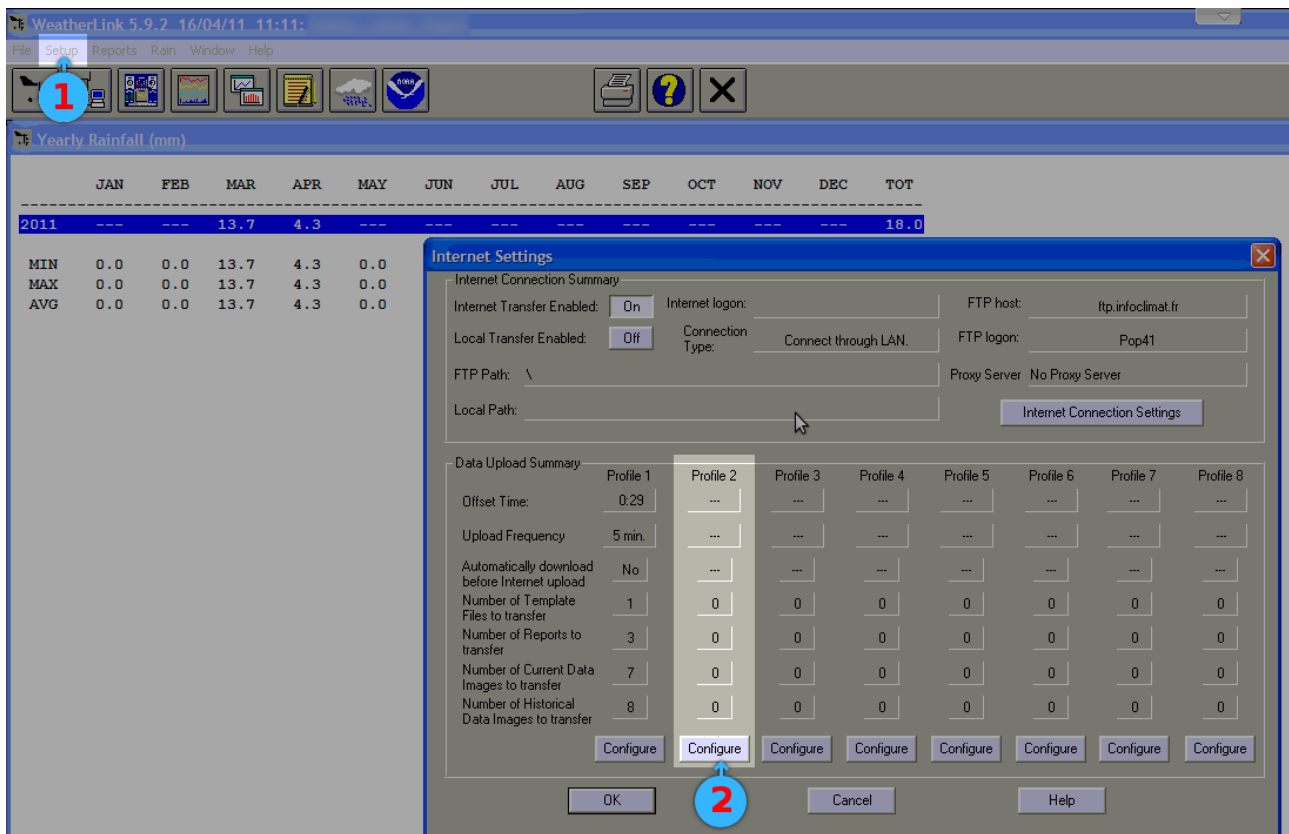 WeatherLink 5.9.2 16/04/11 11:11:
File Setup Reports Rain Window Help
1
NOAA
Yearly Rainfall (mm)
JAN FEB MAR APR MAY JUN JUL AUG SEP OCT NOV DEC TOT
2011 --- --- 13.7 4.3 --- --- --- --- --- --- --- --- 18.0
MIN 0.0 0.0 13.7 4.3 0.0
MAX 0.0 0.0 13.7 4.3 0.0
AVG 0.0 0.0 13.7 4.3 0.0
Internet Settings
Internet Connection Summary
Internet Transfer Enabled: On Internet logon: FTP host: ftp.infoclimat.fr
Local Transfer Enabled: Off Connection Type: Connect through LAN. FTP logon: Pop41
FTP Path: \ Proxy Server No Proxy Server
Local Path: Internet Connection Settings
Data Upload Summary
Profile 1 Profile 2 Profile 3 Profile 4 Profile 5 Profile 6 Profile 7 Profile 8
Offset Time: 0:29 --- --- --- --- --- --- ---
Upload Frequency 5 min. --- --- --- --- --- --- ---
Automatically download before Internet upload No --- --- --- --- --- --- ---
Number of Template Files to transfer 1 0 0 0 0 0 0 0
Number of Reports to transfer 3 0 0 0 0 0 0 0
Number of Current Data Images to transfer 7 0 0 0 0 0 0 0
Number of Historical Data Images to transfer 8 0 0 0 0 0 0 0
Configure Configure Configure Configure Configure Configure Configure Configure
OK 2 Cancel Help